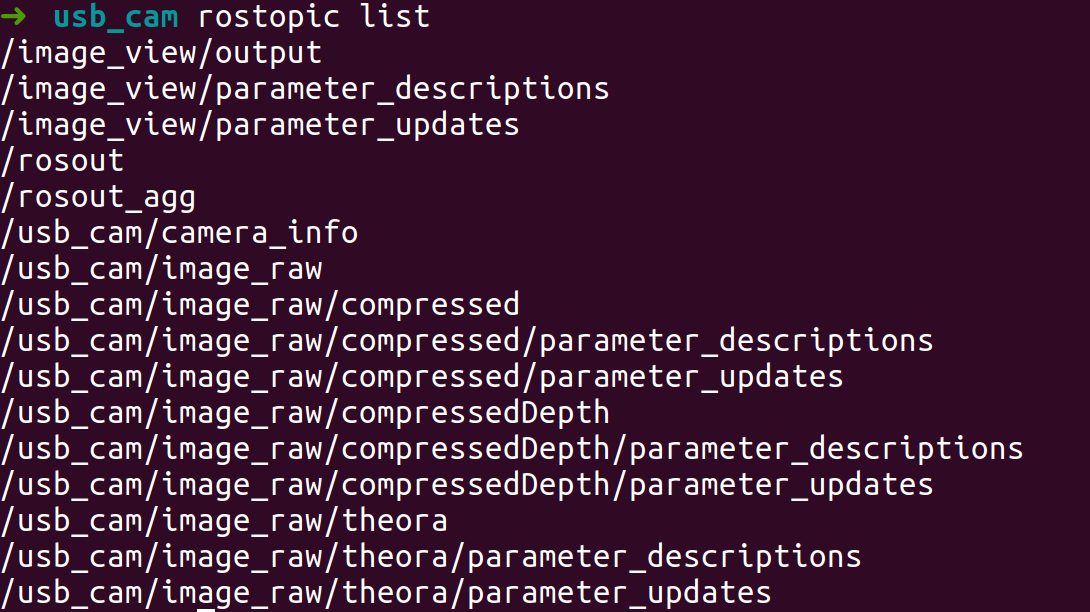 ➜ usb_cam rostopic list
/image_view/output
/image_view/parameter_descriptions
/image_view/parameter_updates
/rosout
/rosout_agg
/usb_cam/camera_info
/usb_cam/image_raw
/usb_cam/image_raw/compressed
/usb_cam/image_raw/compressed/parameter_descriptions
/usb_cam/image_raw/compressed/parameter_updates
/usb_cam/image_raw/compressedDepth
/usb_cam/image_raw/compressedDepth/parameter_descriptions
/usb_cam/image_raw/compressedDepth/parameter_updates
/usb_cam/image_raw/theora
/usb_cam/image_raw/theora/parameter_descriptions
/usb_cam/image_raw/theora/parameter_updates